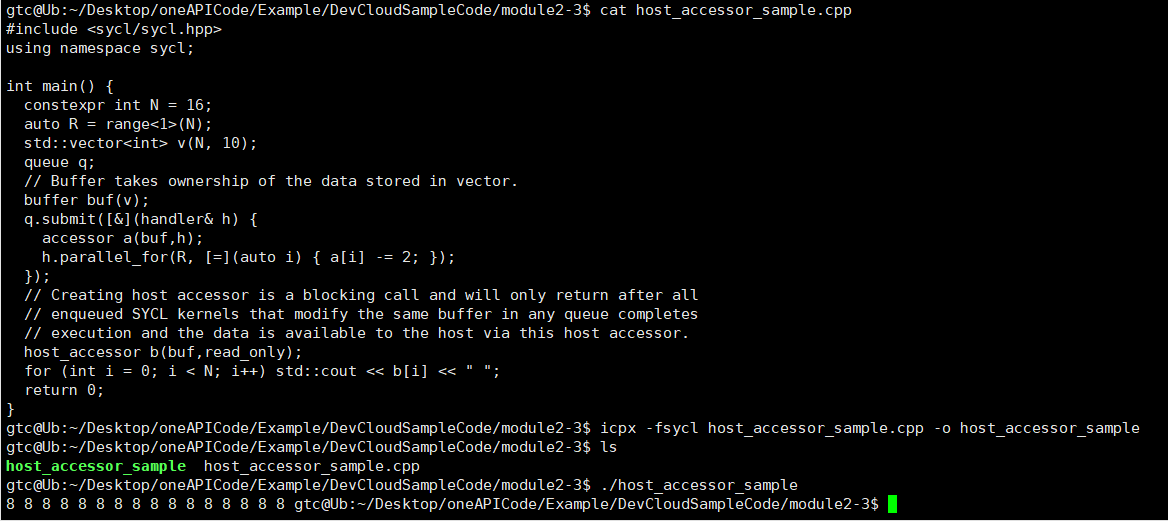 gtc@Ub:~/Desktop/oneAPICode/Example/DevCloudSampleCode/module2-3$ cat host_accessor_sample.cpp
#include <sycl/sycl.hpp>
using namespace sycl;

int main() {
  constexpr int N = 16;
  auto R = range<1>(N);
  std::vector<int> v(N, 10);
  queue q;
  // Buffer takes ownership of the data stored in vector.
  buffer buf(v);
  q.submit([&](handler& h) {
    accessor a(buf,h);
    h.parallel_for(R, [=](auto i) { a[i] -= 2; });
  });
  // Creating host accessor is a blocking call and will only return after all
  // enqueued SYCL kernels that modify the same buffer in any queue completes
  // execution and the data is available to the host via this host accessor.
  host_accessor b(buf,read_only);
  for (int i = 0; i < N; i++) std::cout << b[i] << " ";
  return 0;
}
gtc@Ub:~/Desktop/oneAPICode/Example/DevCloudSampleCode/module2-3$ icpx -fsycl host_accessor_sample.cpp -o host_accessor_sample
gtc@Ub:~/Desktop/oneAPICode/Example/DevCloudSampleCode/module2-3$ ls
host_accessor_sample  host_accessor_sample.cpp
gtc@Ub:~/Desktop/oneAPICode/Example/DevCloudSampleCode/module2-3$ ./host_accessor_sample
8 8 8 8 8 8 8 8 8 8 8 8 8 8 8 8 gtc@Ub:~/Desktop/oneAPICode/Example/DevCloudSampleCode/module2-3$